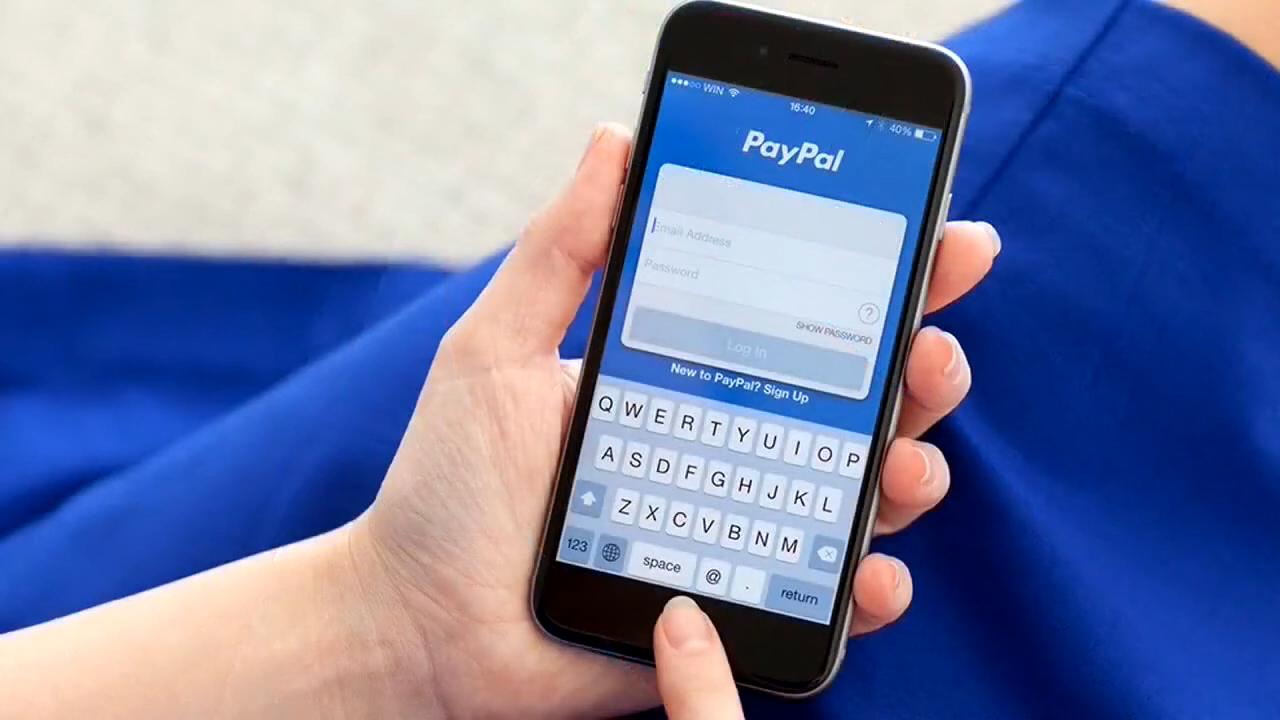 WIN
16:40
40%
PayPal
Email Address
Password
?
SHOW PASSWORD
Log In
New to PayPal? Sign Up
Q W E R T Y U I O P
A S D F G H J K L
Z X C V B N M
123 space @ . return